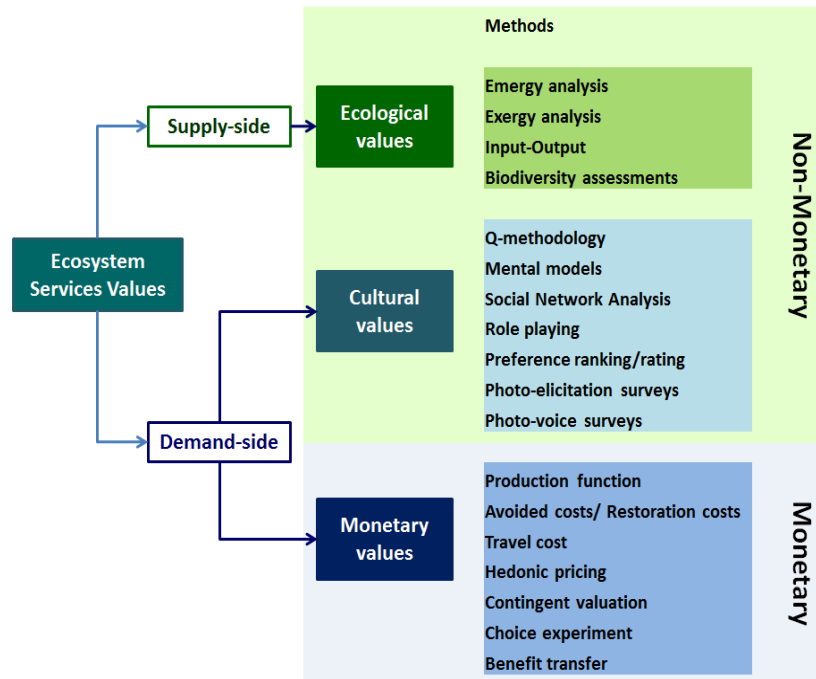 Methods
Supply-side
Ecological
values
Emergy analysis
Exergy analysis
Input-Output
Biodiversity assessments
Non-Monetary
Ecosystem
Services Values
Cultural
values
Q-methodology
Mental models
Social Network Analysis
Role playing
Preference ranking/rating
Photo-elicitation surveys
Photo-voice surveys
Demand-side
Monetary
values
Production function
Avoided costs/ Restoration costs
Travel cost
Hedonic pricing
Contingent valuation
Choice experiment
Benefit transfer
Monetary